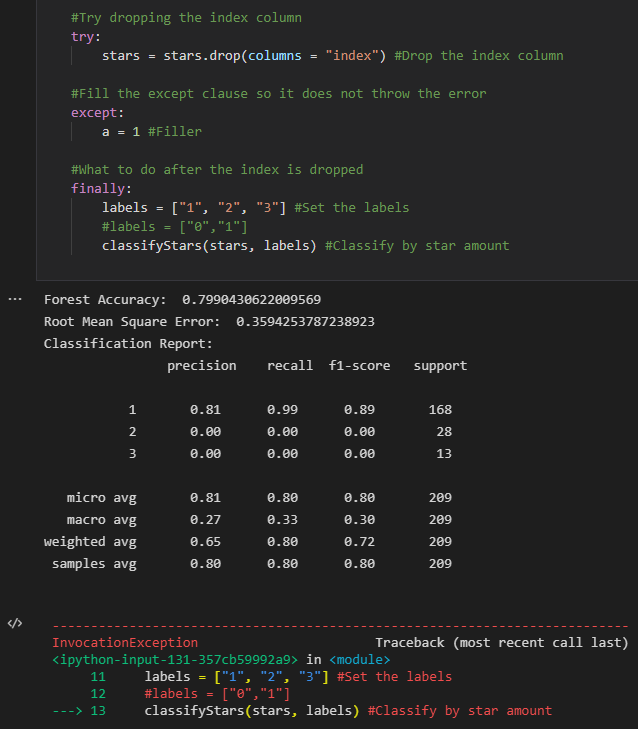 #Try dropping the index column
try:
stars = stars.drop(columns = "index") #Drop the index column
#Fill the except clause so it does not throw the error
except:
a = 1 #Filler
#What to do after the index is dropped
finally:
labels = ["1", "2", "3"] #Set the labels
#labels = ["0","1"]
classifyStars(stars, labels) #Classify by star amount
... Forest Accuracy:  0.7990430622009569
Root Mean Square Error:  0.3594253787238923
Classification Report:
precision recall f1-score support
1 0.81 0.99 0.89 168
2 0.00 0.00 0.00 28
3 0.00 0.00 0.00 13
micro avg 0.81 0.80 0.80 209
macro avg 0.27 0.33 0.30 209
weighted avg 0.65 0.80 0.72 209
samples avg 0.80 0.80 0.80 209
</> ---------------------------------------------------------------------------
InvocationException Traceback (most recent call last)
<ipython-input-131-357cb59992a9> in <module>
11 labels = ["1", "2", "3"] #Set the labels
12 #labels = ["0","1"]
---> 13 classifyStars(stars, labels) #Classify by star amount